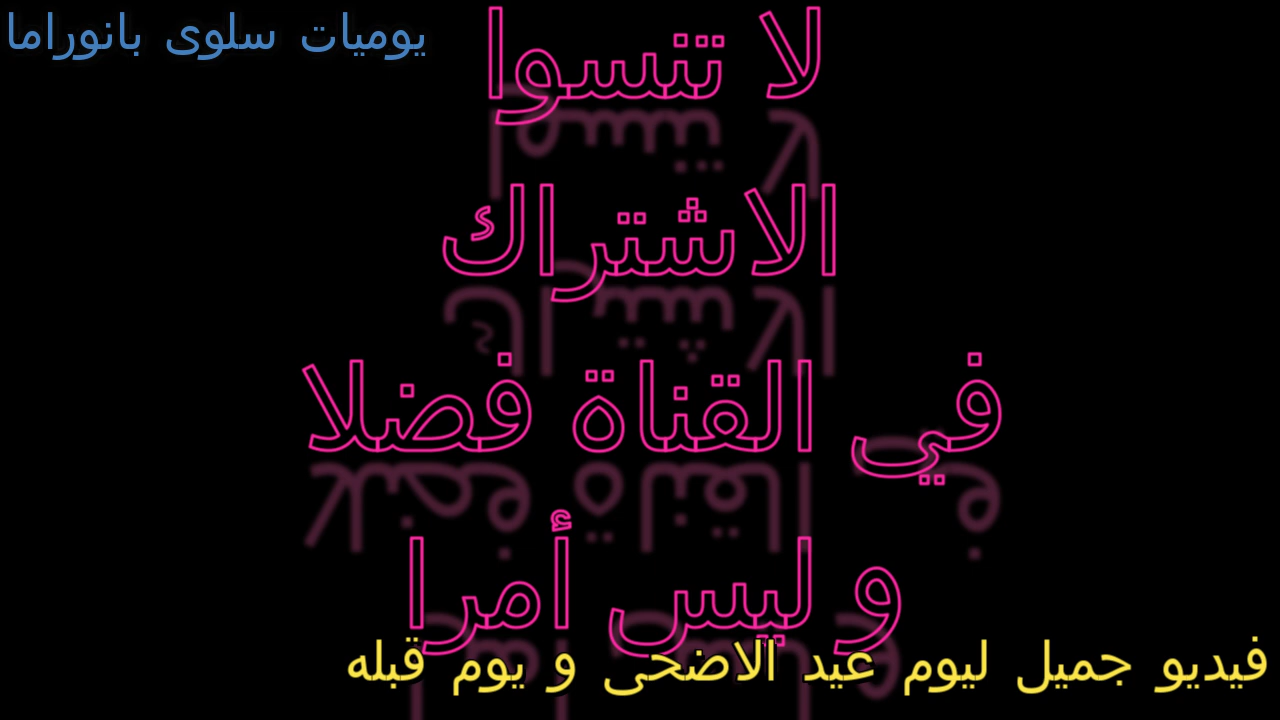 يوميات سلوى بانوراما
لا تنسوا
الاشتراك
في القناة فضلا
و ليس أمرا
فيديو جميل ليوم عيد الاضحى و يوم قبله